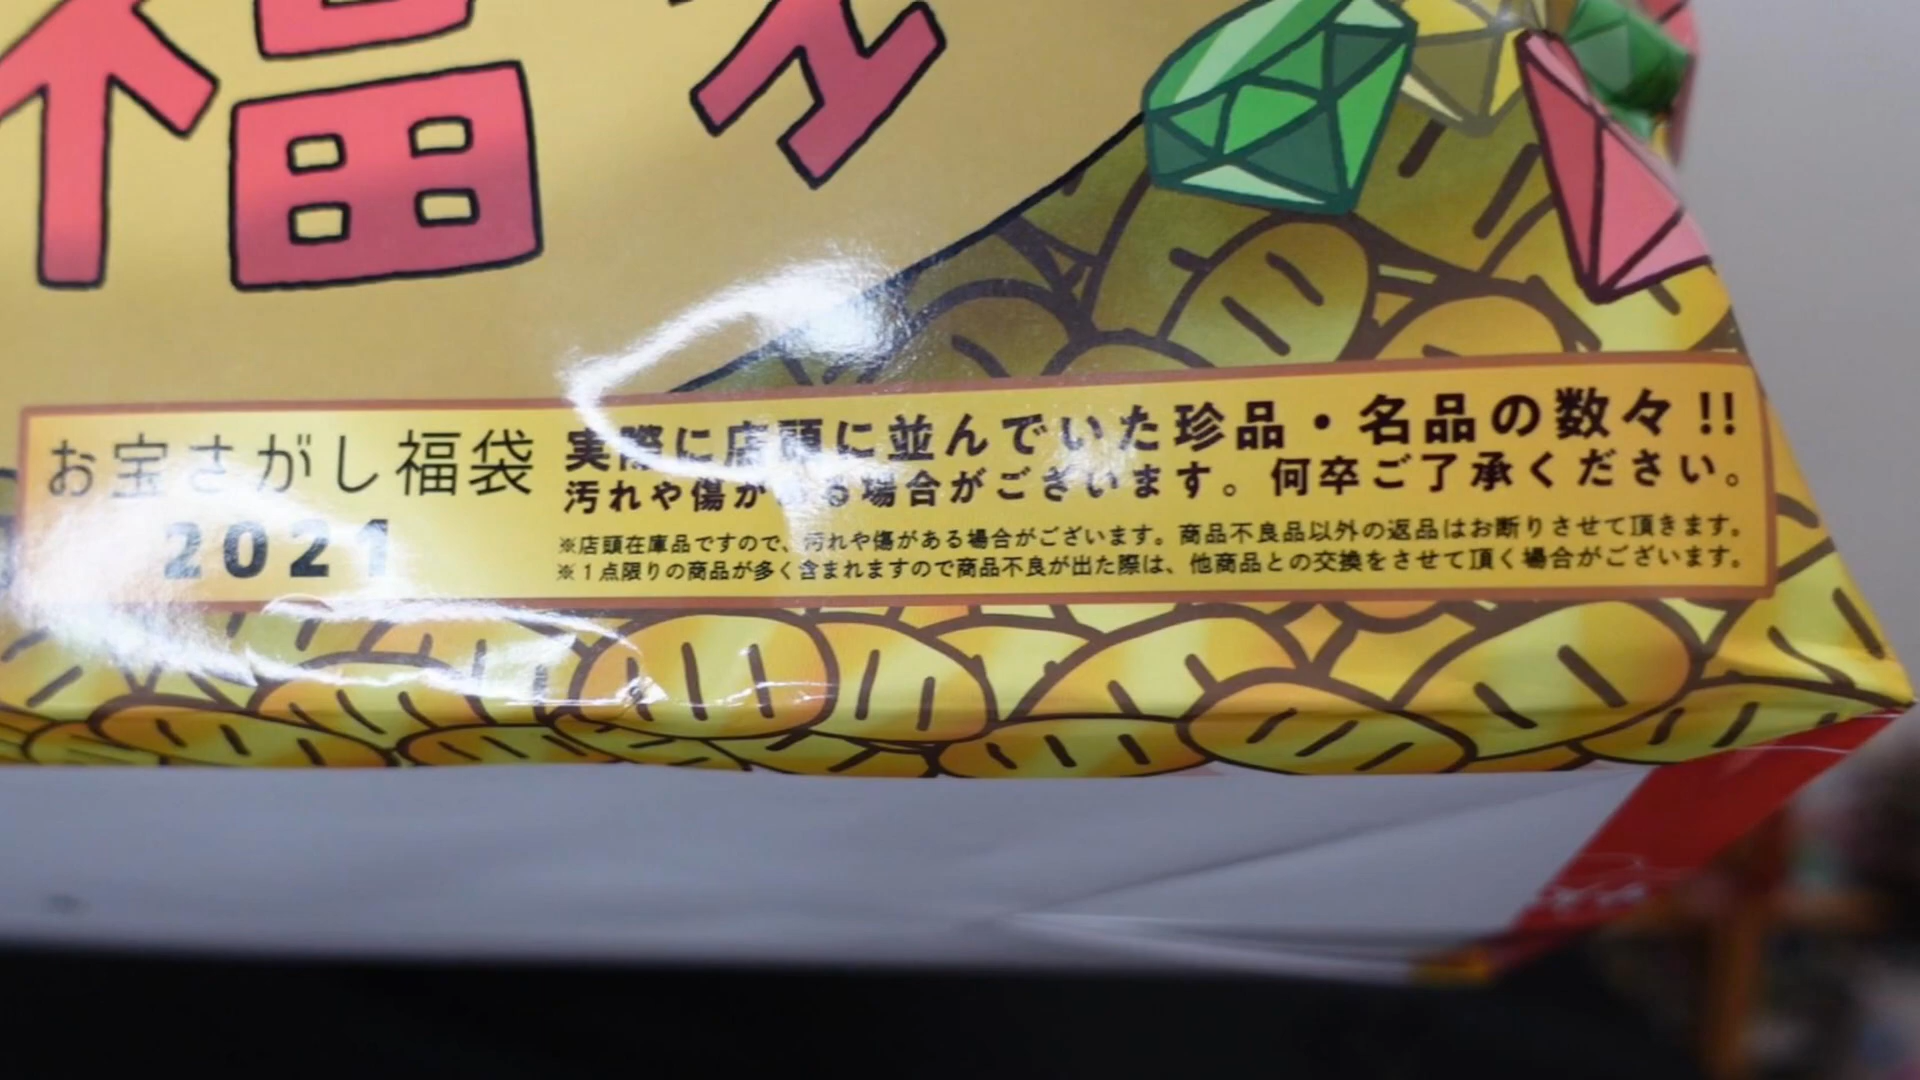 福
お宝さがし福袋
2021
実際に店頭に並んでいた珍品・名品の数々!!
汚れや傷がある場合がございます。何卒ご了承ください。
※店頭在庫品ですので、汚れや傷がある場合がございます。商品不良品以外の返品はお断りさせて頂きます。
※1点限りの商品が多く含まれますので商品不良が出た際は、他商品との交換をさせて頂く場合がございます。